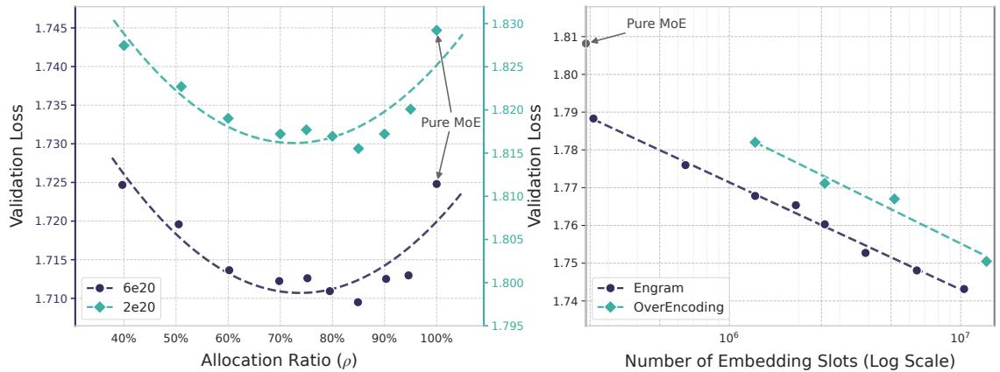 1.745
1.740
1.735
1.730
1.725
1.720
1.715
1.710
Validation Loss
1.830
1.825
1.820
1.815
1.810
1.805
1.800
1.795
Pure MoE
6e20
2e20
40% 50% 60% 70% 80% 90% 100%
Allocation Ratio (ρ)
1.81
1.80
1.79
1.78
1.77
1.76
1.75
1.74
Validation Loss
Pure MoE
Engram
OverEncoding
10⁶ 10⁷
Number of Embedding Slots (Log Scale)